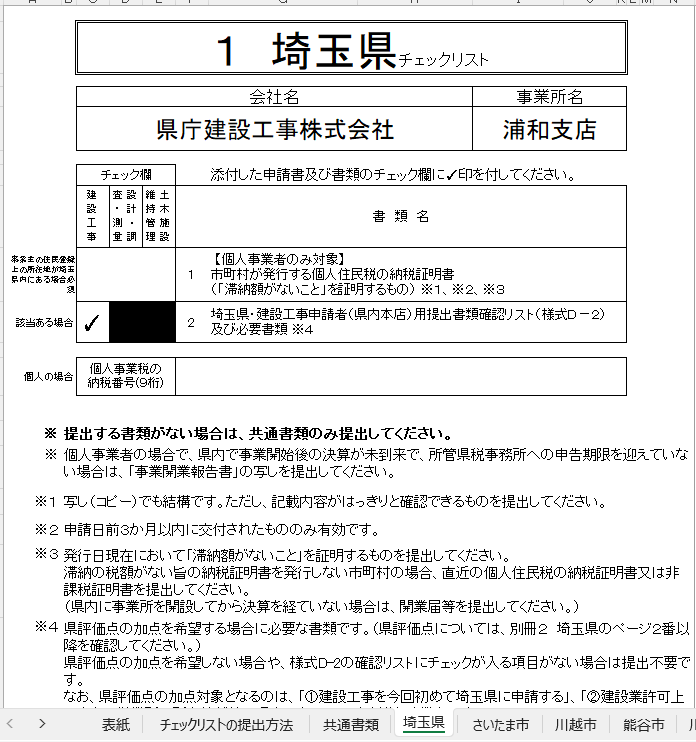 1 埼玉県チェックリスト
会社名 事業所名
県庁建設工事株式会社 浦和支店
チェック欄 添付した申請書及び書類のチェック欄に✓印を付してください。
建設工事 設計・調査・測量 土木施設維持管理 書 類 名
事業主の住民登録上の所在地が埼玉県内にある場合必須
1 【個人事業者のみ対象】
市町村が発行する個人住民税の納税証明書
(「滞納額がないこと」を証明するもの) ※1、※2、※3
該当ある場合 ✓ 2 埼玉県・建設工事申請者(県内本店)用提出書類確認リスト(様式D-2)
及び必要書類 ※4
個人の場合 個人事業税の
納税番号(9桁)
※ 提出する書類がない場合は、共通書類のみ提出してください。
※ 個人事業者の場合で、県内で事業開始後の決算が未到来で、所管県税事務所への申告期限を迎えていな
い場合は、「事業開業報告書」の写しを提出してください。
※1 写し(コピー)でも結構です。ただし、記載内容がはっきりと確認できるものを提出してください。
※2 申請日前3か月以内に交付されたもののみ有効です。
※3 発行日現在において「滞納額がないこと」を証明するものを提出してください。
滞納の税額がない旨の納税証明書を発行しない市町村の場合、直近の個人住民税の納税証明書又は非
課税証明書を提出してください。
(県内に事業所を開設してから決算を経ていない場合は、開業届等を提出してください。)
※4 県評価点の加点を希望する場合に必要な書類です。(県評価点については、別冊2 埼玉県のページ2番以
降を確認してください。)
県評価点の加点を希望しない場合や、様式D-2の確認リストにチェックが入る項目がない場合は提出不要で
す。
なお、県評価点の加点対象となるのは、「①建設工事を今回初めて埼玉県に申請する」、「②建設業許可上
表紙 チェックリストの提出方法 共通書類 埼玉県 さいたま市 川越市 熊谷市